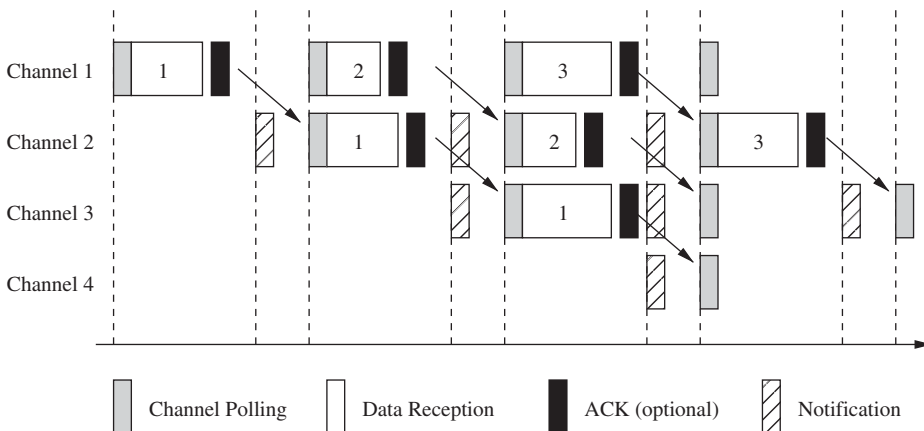 Channel 1 1 2 3
Channel 2 1 2 3
Channel 3 1
Channel 4
Channel Polling Data Reception ACK (optional) Notification